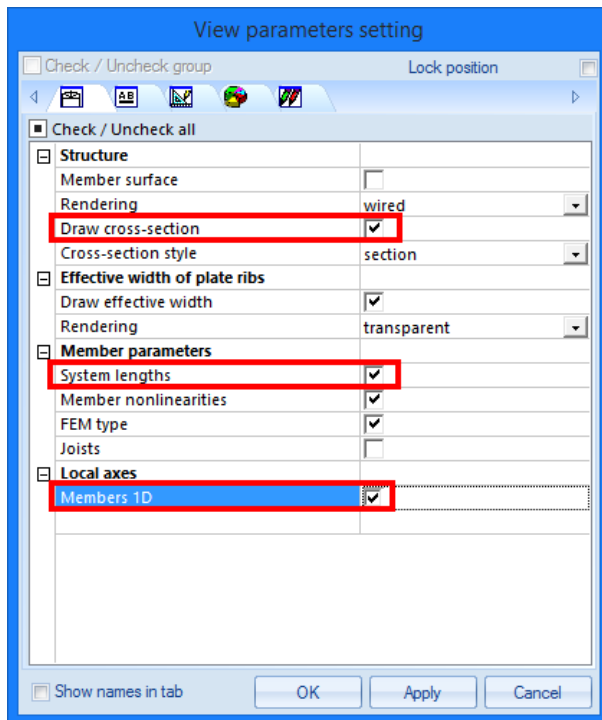 View parameters setting
Check / Uncheck group Lock position
AB
Check / Uncheck all
Structure
Member surface
Rendering wired
Draw cross-section
Cross-section style section
Effective width of plate ribs
Draw effective width
Rendering transparent
Member parameters
System lengths
Member nonlinearities
FEM type
Joists
Local axes
Members 1D
Show names in tab OK Apply Cancel